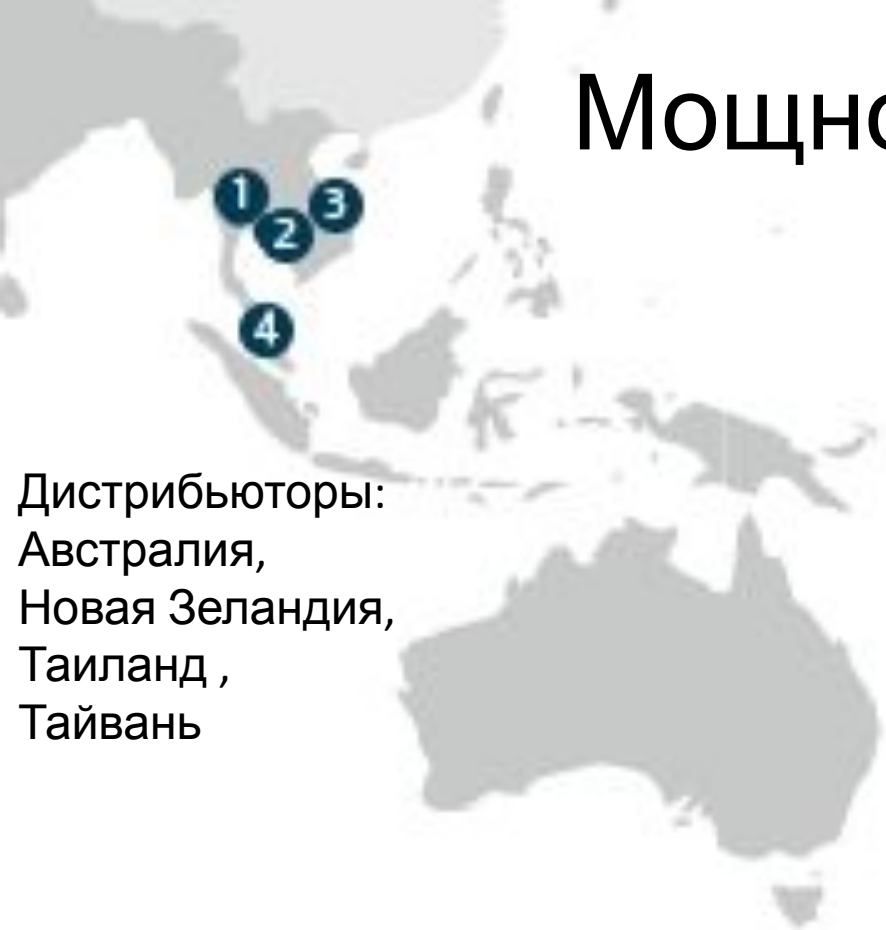 Мощно
1
3
2
4
Дистрибьюторы:
Австралия,
Новая Зеландия,
Таиланд ,
Тайвань